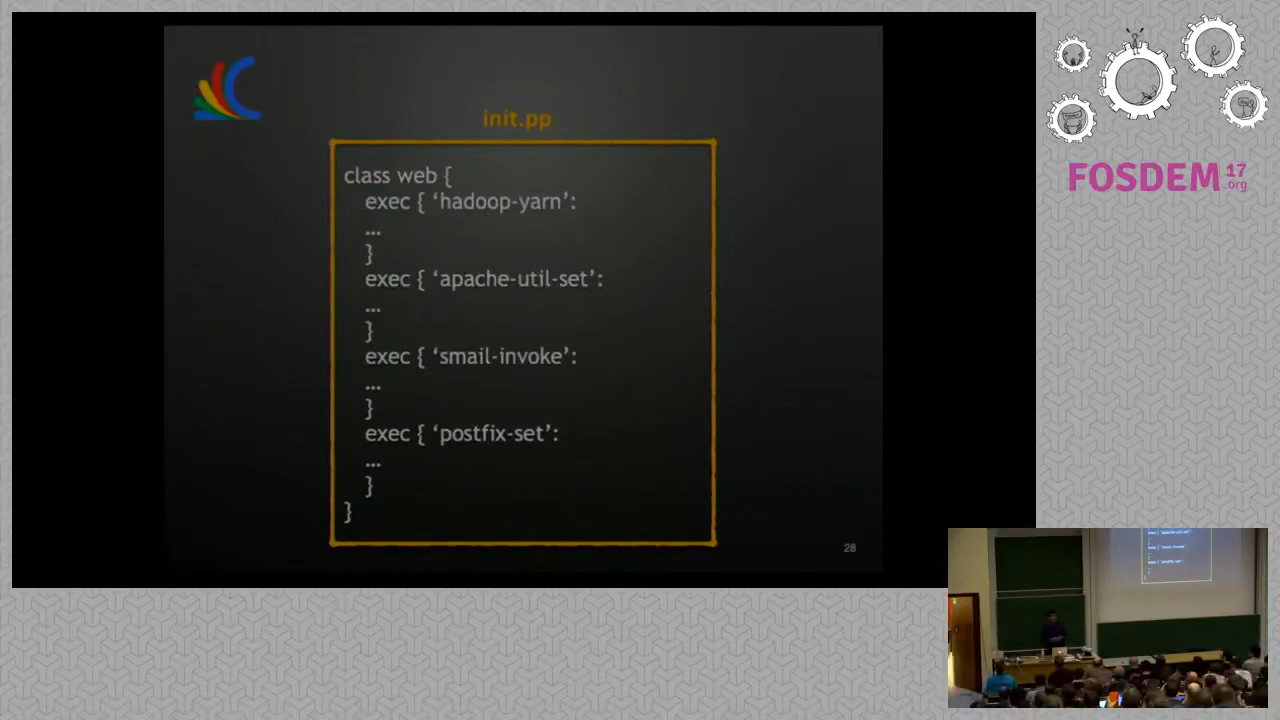 init.pp
class web {
exec { ‘hadoop-yarn’:
...
}
exec { ‘apache-util-set’:
...
}
exec { ‘smail-invoke’:
...
}
exec { ‘postfix-set’:
...
}
}
28
FOSDEM 17
.org